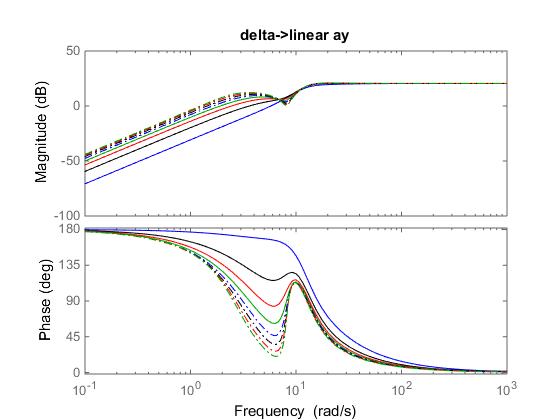 delta->linear ay
50
0
-50
-100
Magnitude (dB)
180
135
90
45
0
Phase (deg)
10^-1 10^0 10^1 10^2 10^3
Frequency (rad/s)